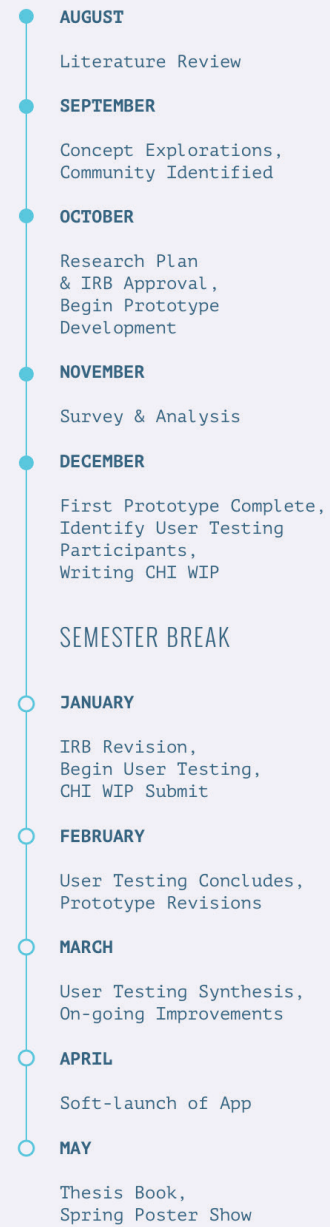 AUGUST
Literature Review
SEPTEMBER
Concept Explorations,
Community Identified
OCTOBER
Research Plan
& IRB Approval,
Begin Prototype
Development
NOVEMBER
Survey & Analysis
DECEMBER
First Prototype Complete,
Identify User Testing
Participants,
Writing CHI WIP
SEMESTER BREAK
JANUARY
IRB Revision,
Begin User Testing,
CHI WIP Submit
FEBRUARY
User Testing Concludes,
Prototype Revisions
MARCH
User Testing Synthesis,
On-going Improvements
APRIL
Soft-launch of App
MAY
Thesis Book,
Spring Poster Show